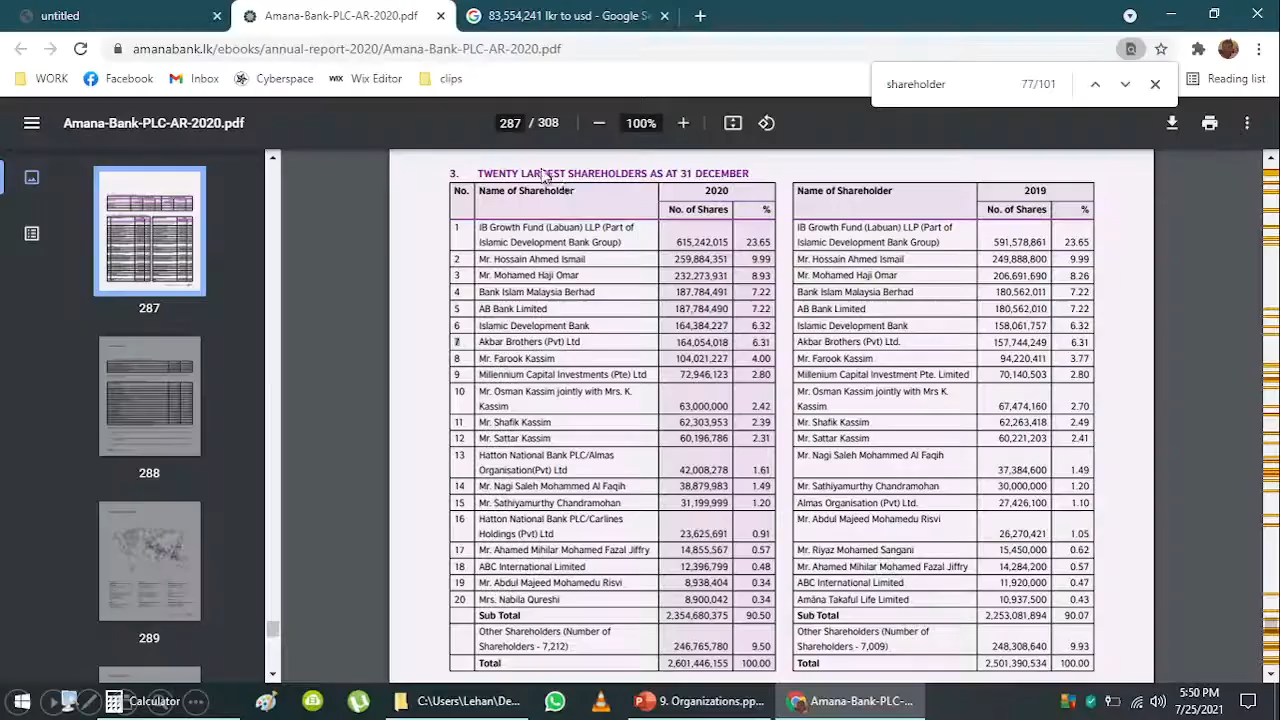 untitled
Amana-Bank-PLC-AR-2020.pdf
83,554,241 lkr to usd - Google Se
amanabank.lk/ebooks/annual-report-2020/Amana-Bank-PLC-AR-2020.pdf
WORK Facebook Inbox Cyberspace WIX Wix Editor clips Reading list
shareholder 77/101
Amana-Bank-PLC-AR-2020.pdf 287 / 308 100%
287
288
289
3. TWENTY LARGEST SHAREHOLDERS AS AT 31 DECEMBER
No. Name of Shareholder 2020 Name of Shareholder 2019
No. of Shares % No. of Shares %
1 IB Growth Fund (Labuan) LLP (Part of IB Growth Fund (Labuan) LLP (Part of
Islamic Development Bank Group) 615,242,015 23.65 Islamic Development Bank Group) 591,578,861 23.65
2 Mr. Hossain Ahmed Ismail 259,884,351 9.99 Mr. Hossain Ahmed Ismail 249,888,800 9.99
3 Mr. Mohamed Haji Omar 232,273,931 8.93 Mr. Mohamed Haji Omar 206,691,690 8.26
4 Bank Islam Malaysia Berhad 187,784,491 7.22 Bank Islam Malaysia Berhad 180,562,011 7.22
5 AB Bank Limited 187,784,490 7.22 AB Bank Limited 180,562,010 7.22
6 Islamic Development Bank 164,384,227 6.32 Islamic Development Bank 158,061,757 6.32
7 Akbar Brothers (Pvt) Ltd 164,054,018 6.31 Akbar Brothers (Pvt) Ltd. 157,744,249 6.31
8 Mr. Farook Kassim 104,021,227 4.00 Mr. Farook Kassim 94,220,411 3.77
9 Millennium Capital Investments (Pte) Ltd 72,946,123 2.80 Millenium Capital Investment Pte. Limited 70,140,503 2.80
10 Mr. Osman Kassim jointly with Mrs. K. Mr. Osman Kassim jointly with Mrs K.
Kassim 63,000,000 2.42 Kassim 67,474,160 2.70
11 Mr. Shafik Kassim 62,303,953 2.39 Mr. Shafik Kassim 62,263,418 2.49
12 Mr. Sattar Kassim 60,196,786 2.31 Mr. Sattar Kassim 60,221,203 2.41
13 Hatton National Bank PLC/Almas Mr. Nagi Saleh Mohammed Al Faqih
Organisation(Pvt) Ltd 42,008,278 1.61 37,384,600 1.49
14 Mr. Nagi Saleh Mohammed Al Faqih 38,879,983 1.49 Mr. Sathiyamurthy Chandramohan 30,000,000 1.20
15 Mr. Sathiyamurthy Chandramohan 31,199,999 1.20 Almas Organisation (Pvt) Ltd. 27,426,100 1.10
16 Hatton National Bank PLC/Carlines Mr. Abdul Majeed Mohamedu Risvi
Holdings (Pvt) Ltd 23,625,691 0.91 26,270,421 1.05
17 Mr. Ahamed Mihilar Mohamed Fazal Jiffry 14,855,567 0.57 Mr. Riyaz Mohamed Sangani 15,450,000 0.62
18 ABC International Limited 12,396,799 0.48 Mr. Ahamed Mihilar Mohamed Fazal Jiffry 14,284,200 0.57
19 Mr. Abdul Majeed Mohamedu Risvi 8,938,404 0.34 ABC International Limited 11,920,000 0.47
20 Mrs. Nabila Qureshi 8,900,042 0.34 Amãna Takaful Life Limited 10,937,500 0.43
Sub Total 2,354,680,375 90.50 Sub Total 2,253,081,894 90.07
Other Shareholders (Number of Other Shareholders (Number of
Shareholders - 7,212) 246,765,780 9.50 Shareholders - 7,009) 248,308,640 9.93
Total 2,601,446,155 100.00 Total 2,501,390,534 100.00
Calculator C:\Users\Lehan\De... 9. Organizations.pp... Amana-Bank-PLC-... 5:50 PM
7/25/2021